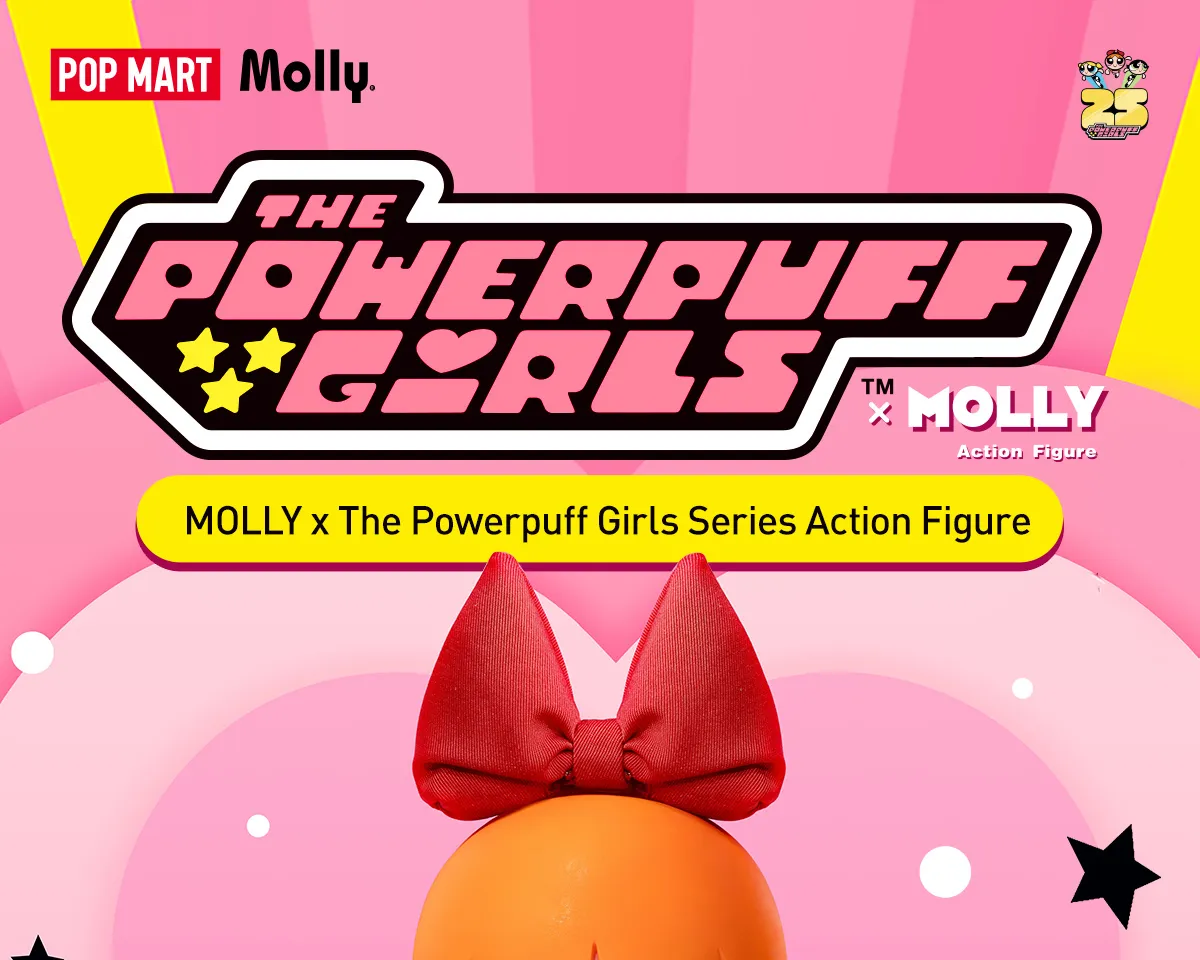 POP MART Molly
25
THE
POWERPUFF
GIRLS
TM
x MOLLY
Action Figure
MOLLY x The Powerpuff Girls Series Action Figure